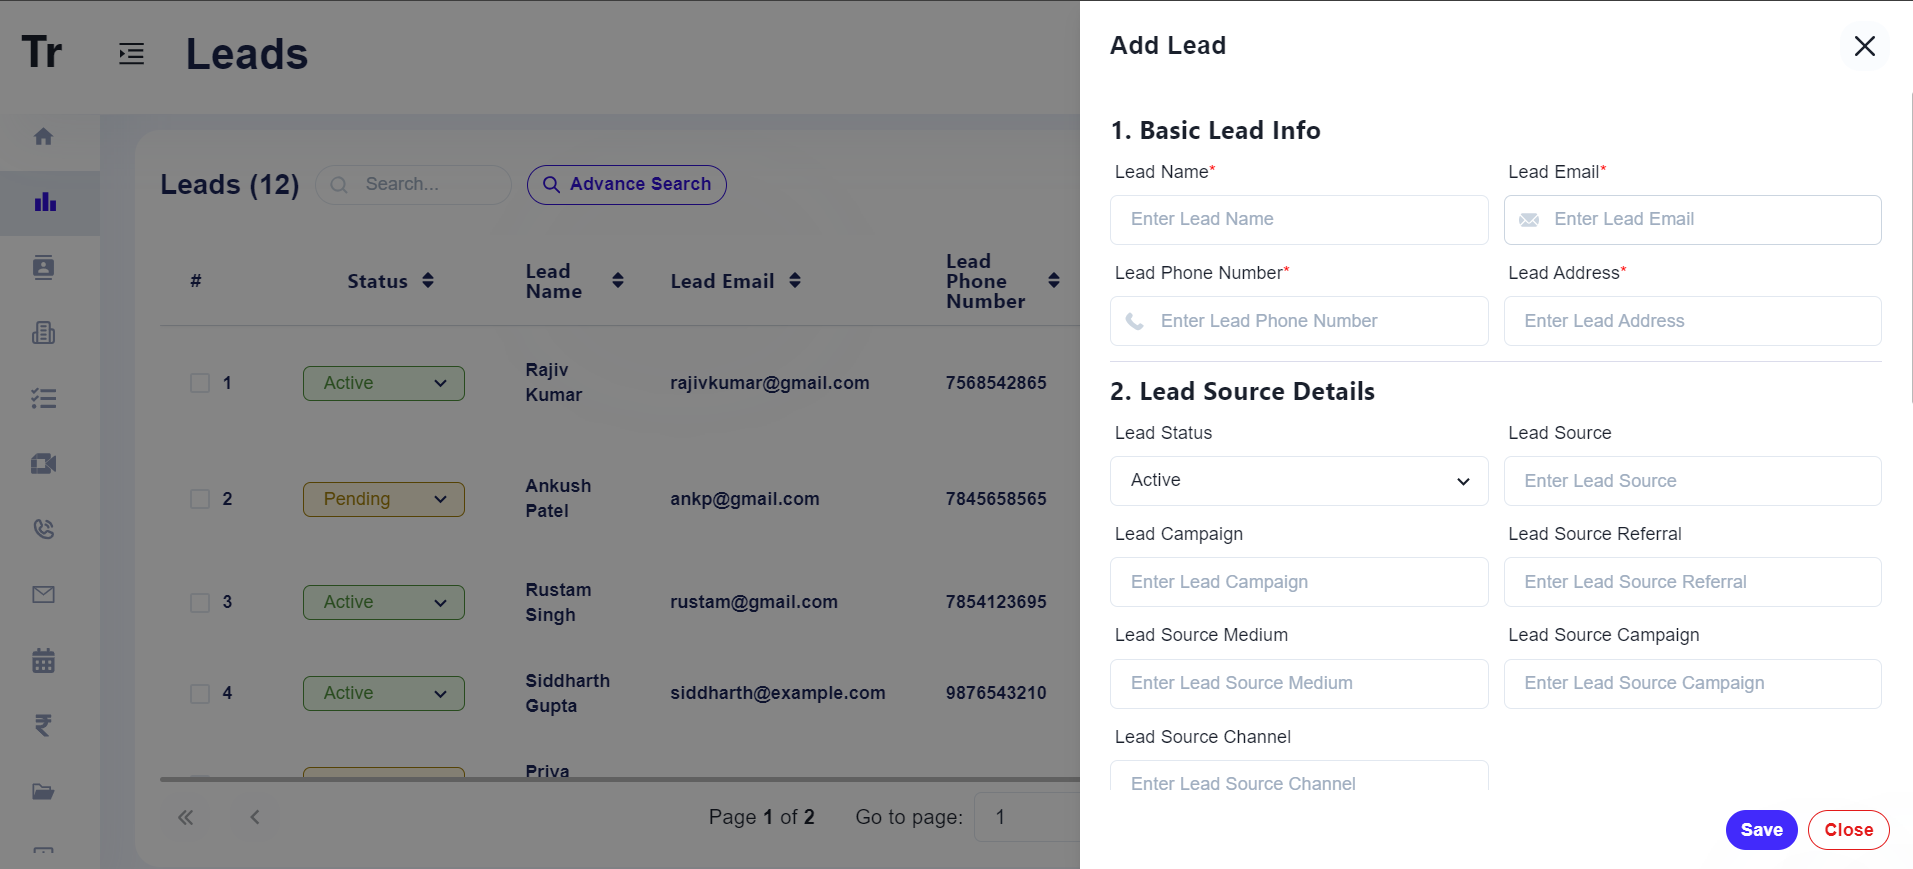 Tr
Leads
Leads (12)
Search...
Advance Search
#
Status
Lead Name
Lead Email
Lead Phone Number
1
Active
Rajiv Kumar
rajivkumar@gmail.com
7568542865
2
Pending
Ankush Patel
ankp@gmail.com
7845658565
3
Active
Rustam Singh
rustam@gmail.com
7854123695
4
Active
Siddharth Gupta
siddharth@example.com
9876543210
Priya
Page 1 of 2
Go to page:
1
Add Lead
1. Basic Lead Info
Lead Name*
Enter Lead Name
Lead Email*
Enter Lead Email
Lead Phone Number*
Enter Lead Phone Number
Lead Address*
Enter Lead Address
2. Lead Source Details
Lead Status
Active
Lead Source
Enter Lead Source
Lead Campaign
Enter Lead Campaign
Lead Source Referral
Enter Lead Source Referral
Lead Source Medium
Enter Lead Source Medium
Lead Source Campaign
Enter Lead Source Campaign
Lead Source Channel
Enter Lead Source Channel
Save
Close